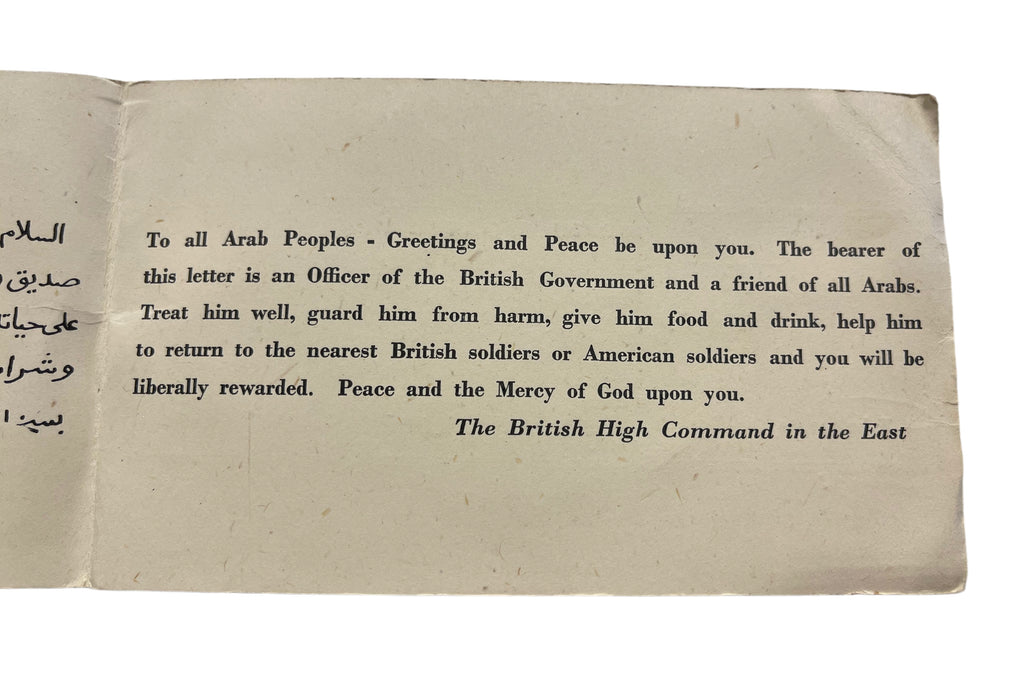 السلام
صديق
على
To all Arab Peoples - Greetings and Peace be upon you. The bearer of
this letter is an Officer of the British Government and a friend of all Arabs.
Treat him well, guard him from harm, give him food and drink, help him
to return to the nearest British soldiers or American soldiers and you will be
liberally rewarded. Peace and the Mercy of God upon you.
The British High Command in the East